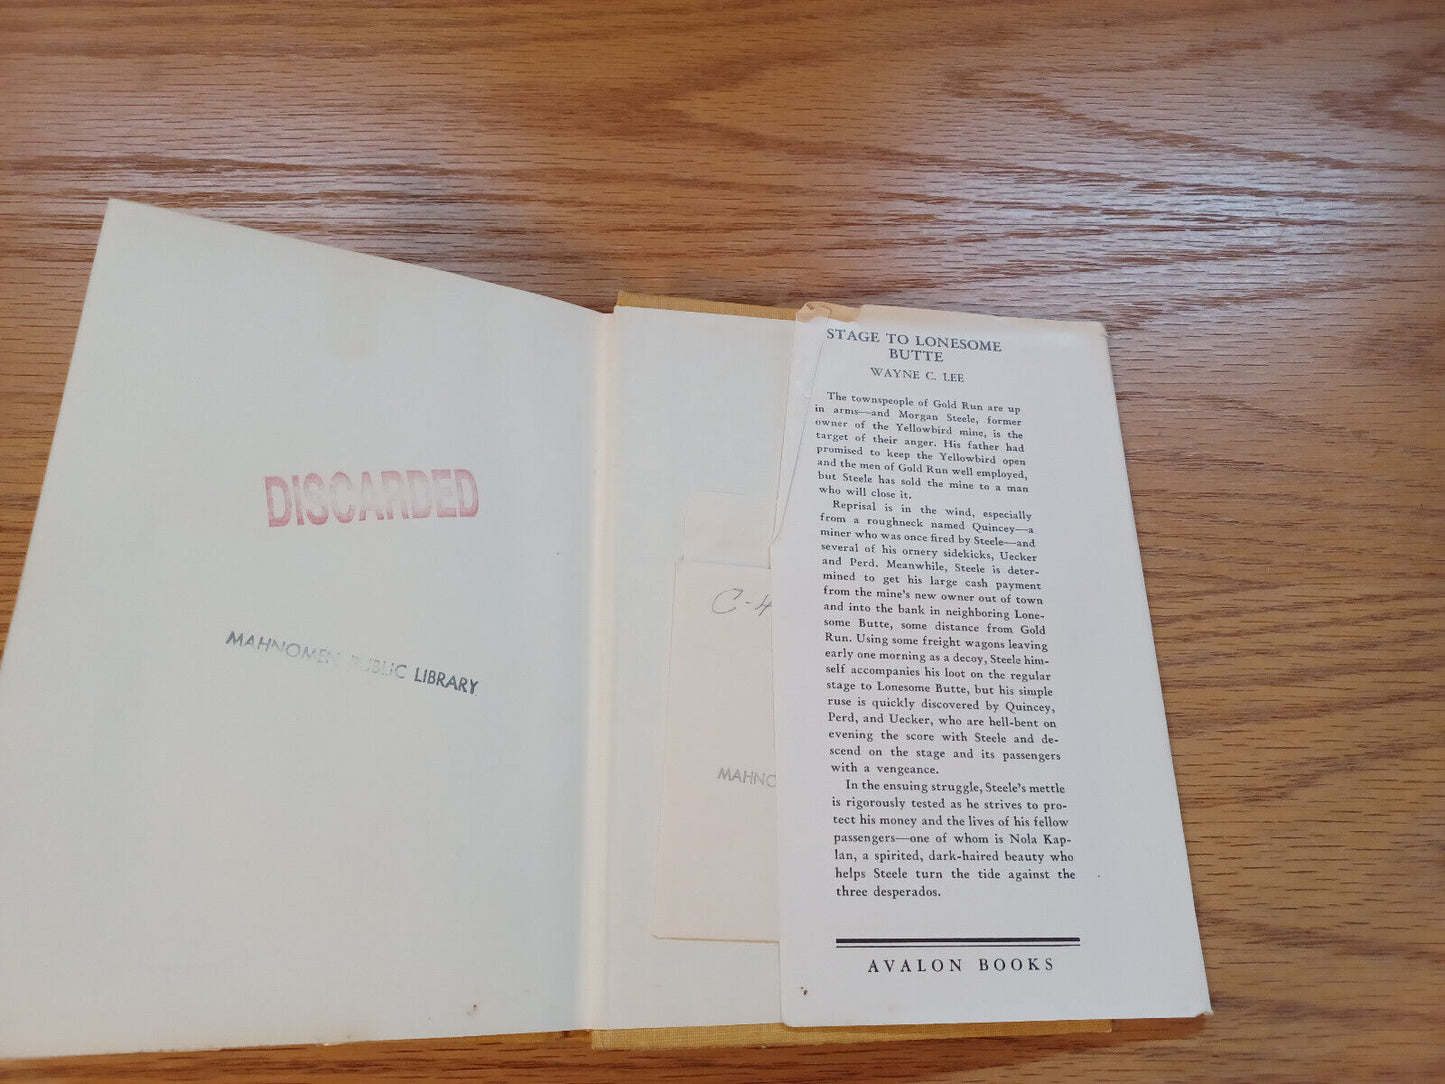 DISCARDED
MAHNOMEN PUBLIC LIBRARY
C-4
MAHNO
STAGE TO LONESOME
BUTTE
WAYNE C. LEE
The townspeople of Gold Run are up
in arms—and Morgan Steele, former
owner of the Yellowbird mine, is the
target of their anger. His father had
promised to keep the Yellowbird open
and the men of Gold Run well employed,
but Steele has sold the mine to a man
who will close it.
Reprisal is in the wind, especially
from a roughneck named Quincey—a
miner who was once fired by Steele—and
several of his ornery sidekicks, Uecker
and Perd. Meanwhile, Steele is deter-
mined to get his large cash payment
from the mine's new owner out of town
and into the bank in neighboring Lone-
some Butte, some distance from Gold
Run. Using some freight wagons leaving
early one morning as a decoy, Steele him-
self accompanies his loot on the regular
stage to Lonesome Butte, but his simple
ruse is quickly discovered by Quincey,
Perd, and Uecker, who are hell-bent on
evening the score with Steele and de-
scend on the stage and its passengers
with a vengeance.
In the ensuing struggle, Steele's mettle
is rigorously tested as he strives to pro-
tect his money and the lives of his fellow
passengers—one of whom is Nola Kap-
lan, a spirited, dark-haired beauty who
helps Steele turn the tide against the
three desperados.
AVALON BOOKS